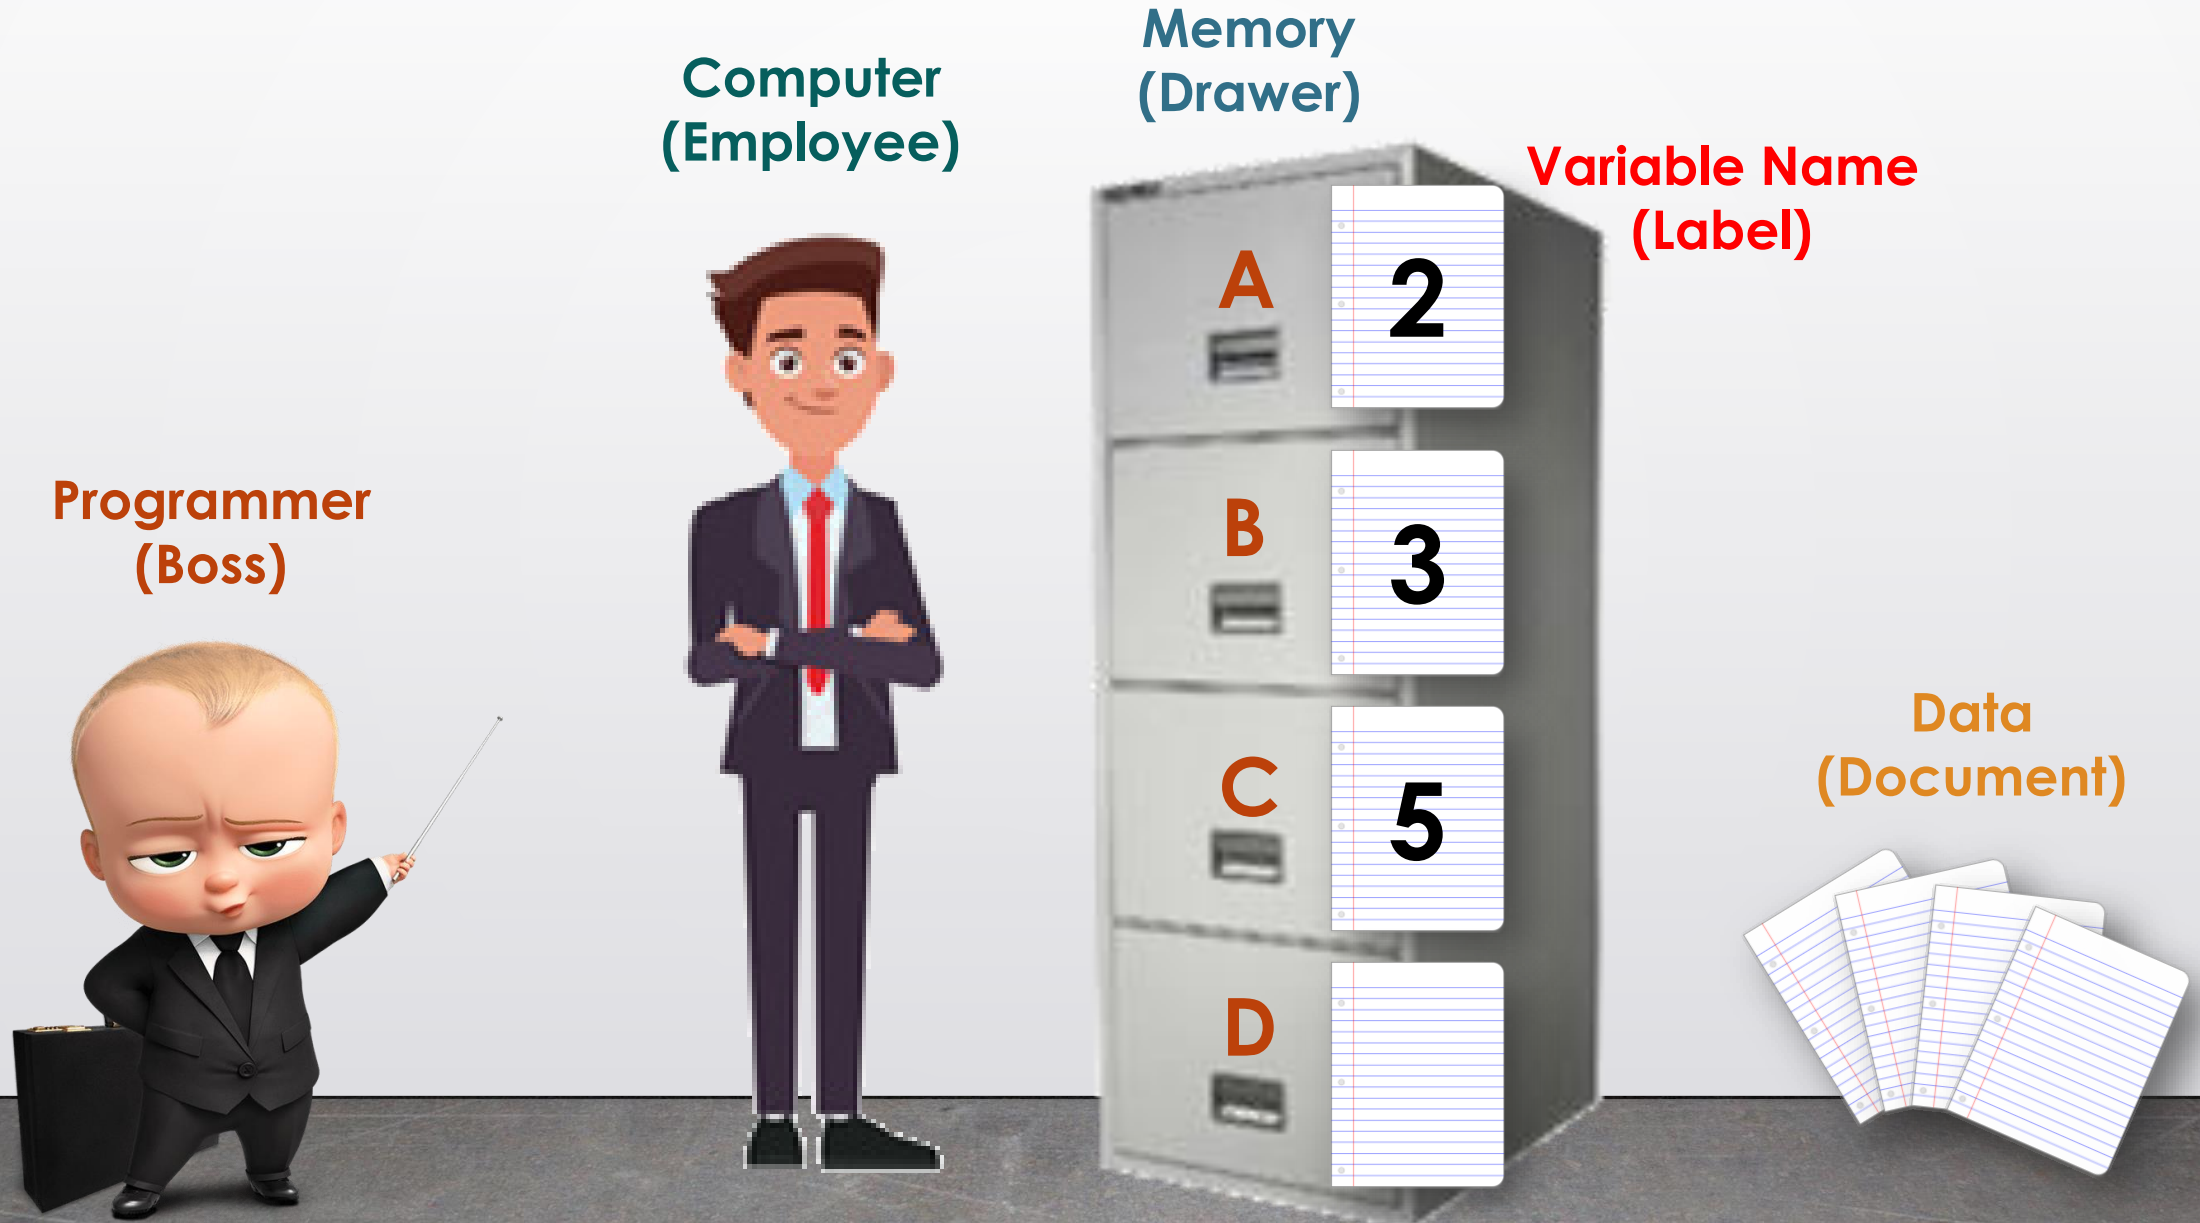 Memory
(Drawer)
Computer
(Employee)
Variable Name
(Label)
A
2
B
3
Programmer
(Boss)
C
5
Data
(Document)
D